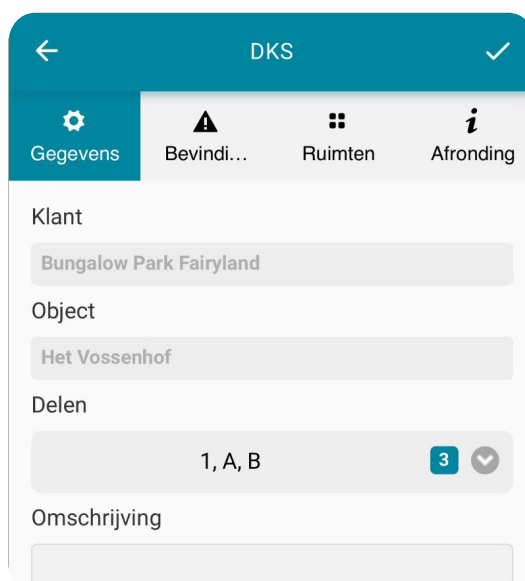 DKS
Gegevens Bevindi... Ruimten Afronding
Klant
Bungalow Park Fairyland
Object
Het Vossenhof
Delen
1, A, B 3
Omschrijving